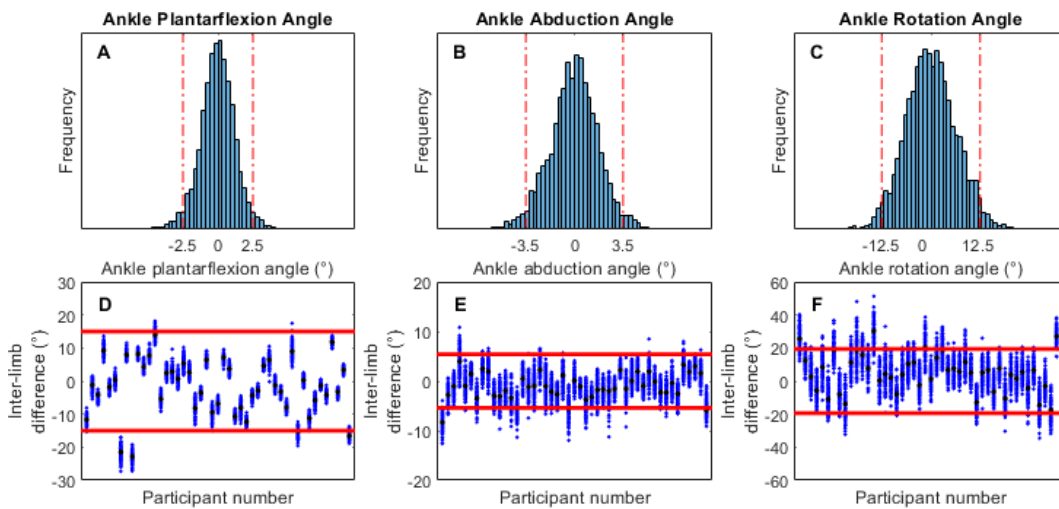 Ankle Plantarflexion Angle
A
Frequency
-2.5 0 2.5
Ankle plantarflexion angle (°)
Ankle Abduction Angle
B
Frequency
-3.5 0 3.5
Ankle abduction angle (°)
Ankle Rotation Angle
C
Frequency
-12.5 0 12.5
Ankle rotation angle (°)
D
Inter-limb
difference (°)
30
20
10
0
-10
-20
-30
Participant number
E
Inter-limb
difference (°)
20
10
0
-10
-20
Participant number
F
Inter-limb
difference (°)
60
40
20
0
-20
-40
-60
Participant number